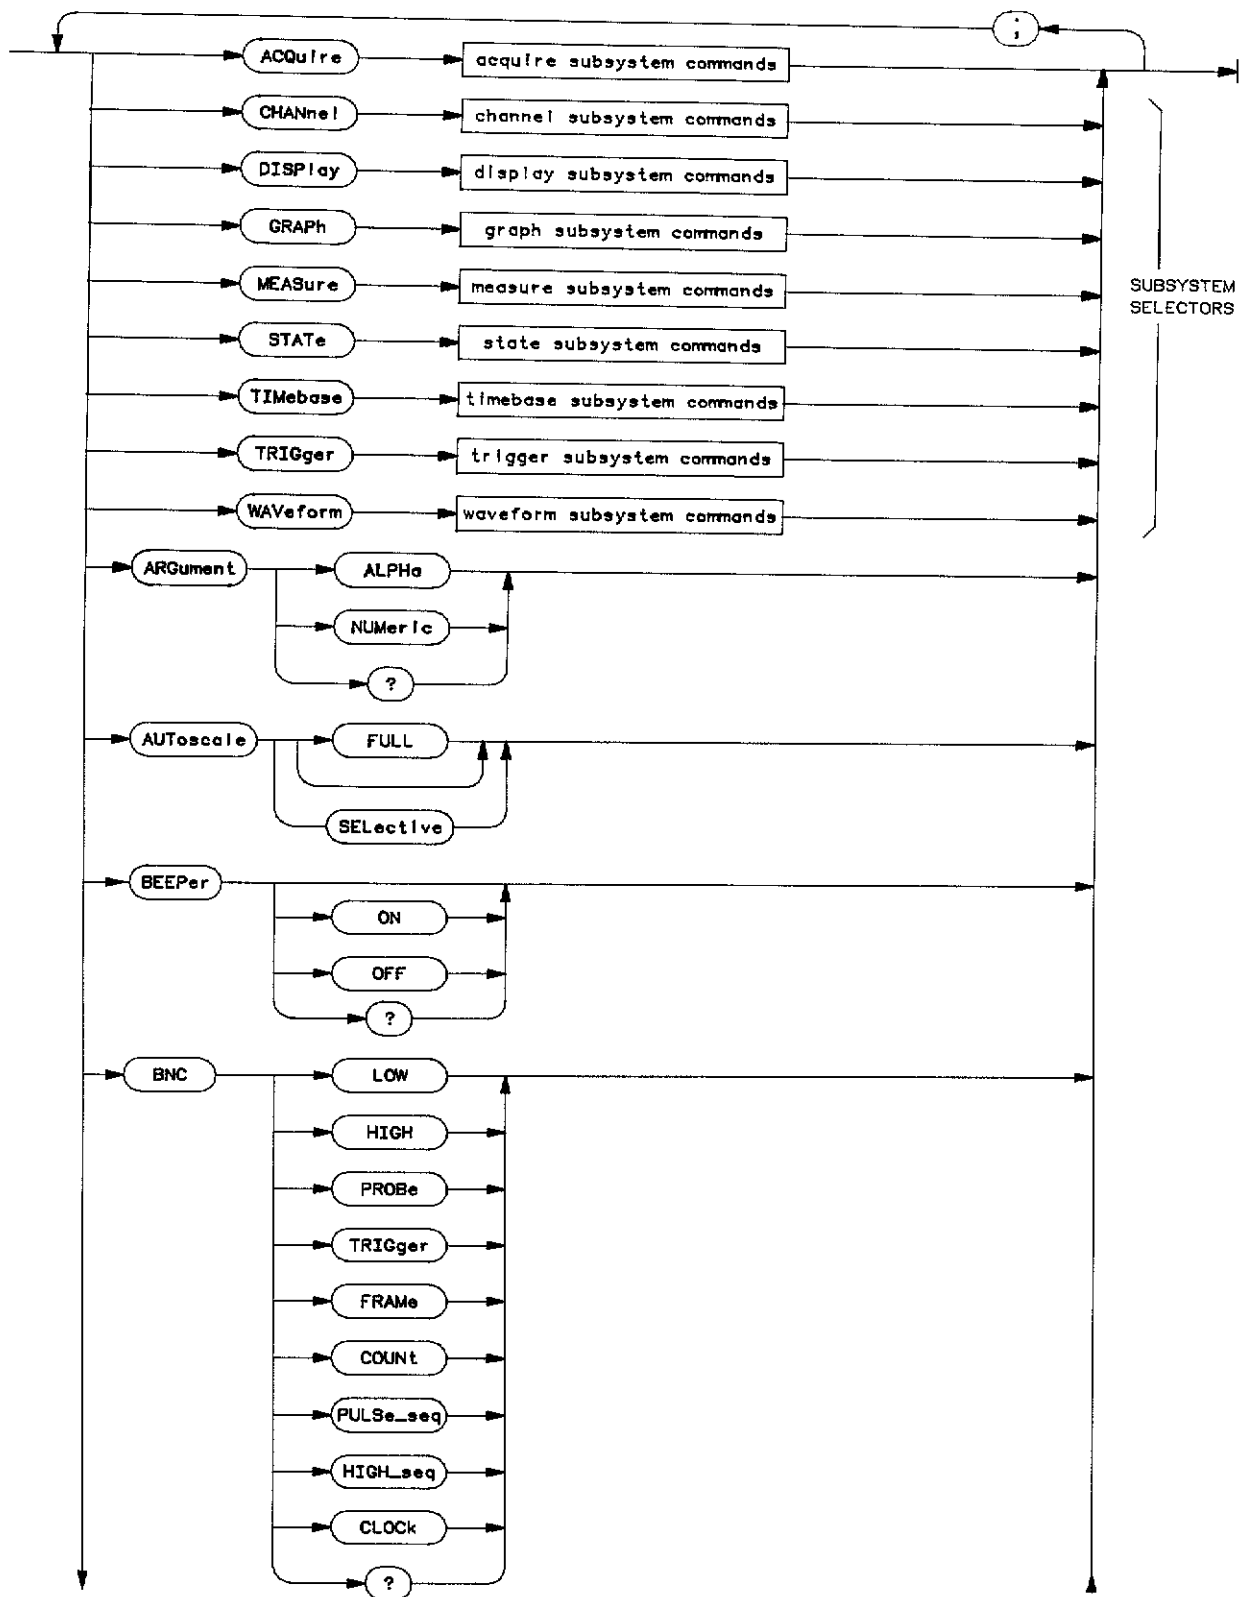 ;
ACQuire acquire subsystem commands
CHANnel channel subsystem commands
DISPlay display subsystem commands
GRAPh graph subsystem commands
MEASure measure subsystem commands
SUBSYSTEM
SELECTORS
STATe state subsystem commands
TIMebase timebase subsystem commands
TRIGger trigger subsystem commands
WAVeform waveform subsystem commands
ARGument ALPHa
NUMeric
?
AUToscale FULL
SELective
BEEPer
ON
OFF
?
BNC LOW
HIGH
PROBe
TRIGger
FRAMe
COUNt
PULSe_seq
HIGH_seq
CLOCk
?